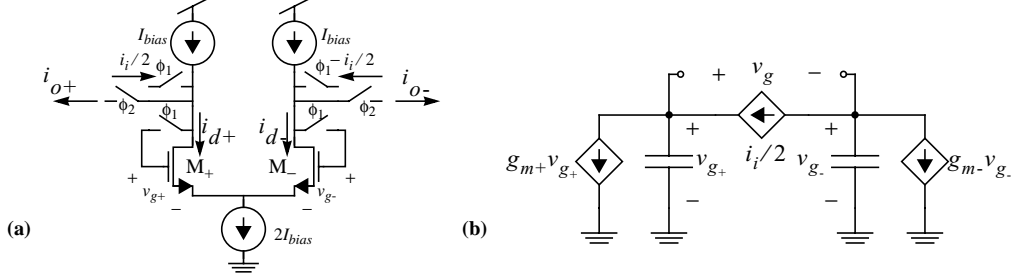 I_bias I_bias
i_i/2 ϕ_1 ϕ_1 −i_i/2
i_o+ i_o-
ϕ_2 ϕ_1 ϕ_1 ϕ_2
i_d+ i_d-
M_+ M_−
+ v_g+ − v_g- − +
(a) 2I_bias
+ v_g −
+ +
g_m+ v_g+ v_g+ i_i/2 v_g- g_m- v_g-
− −
(b)